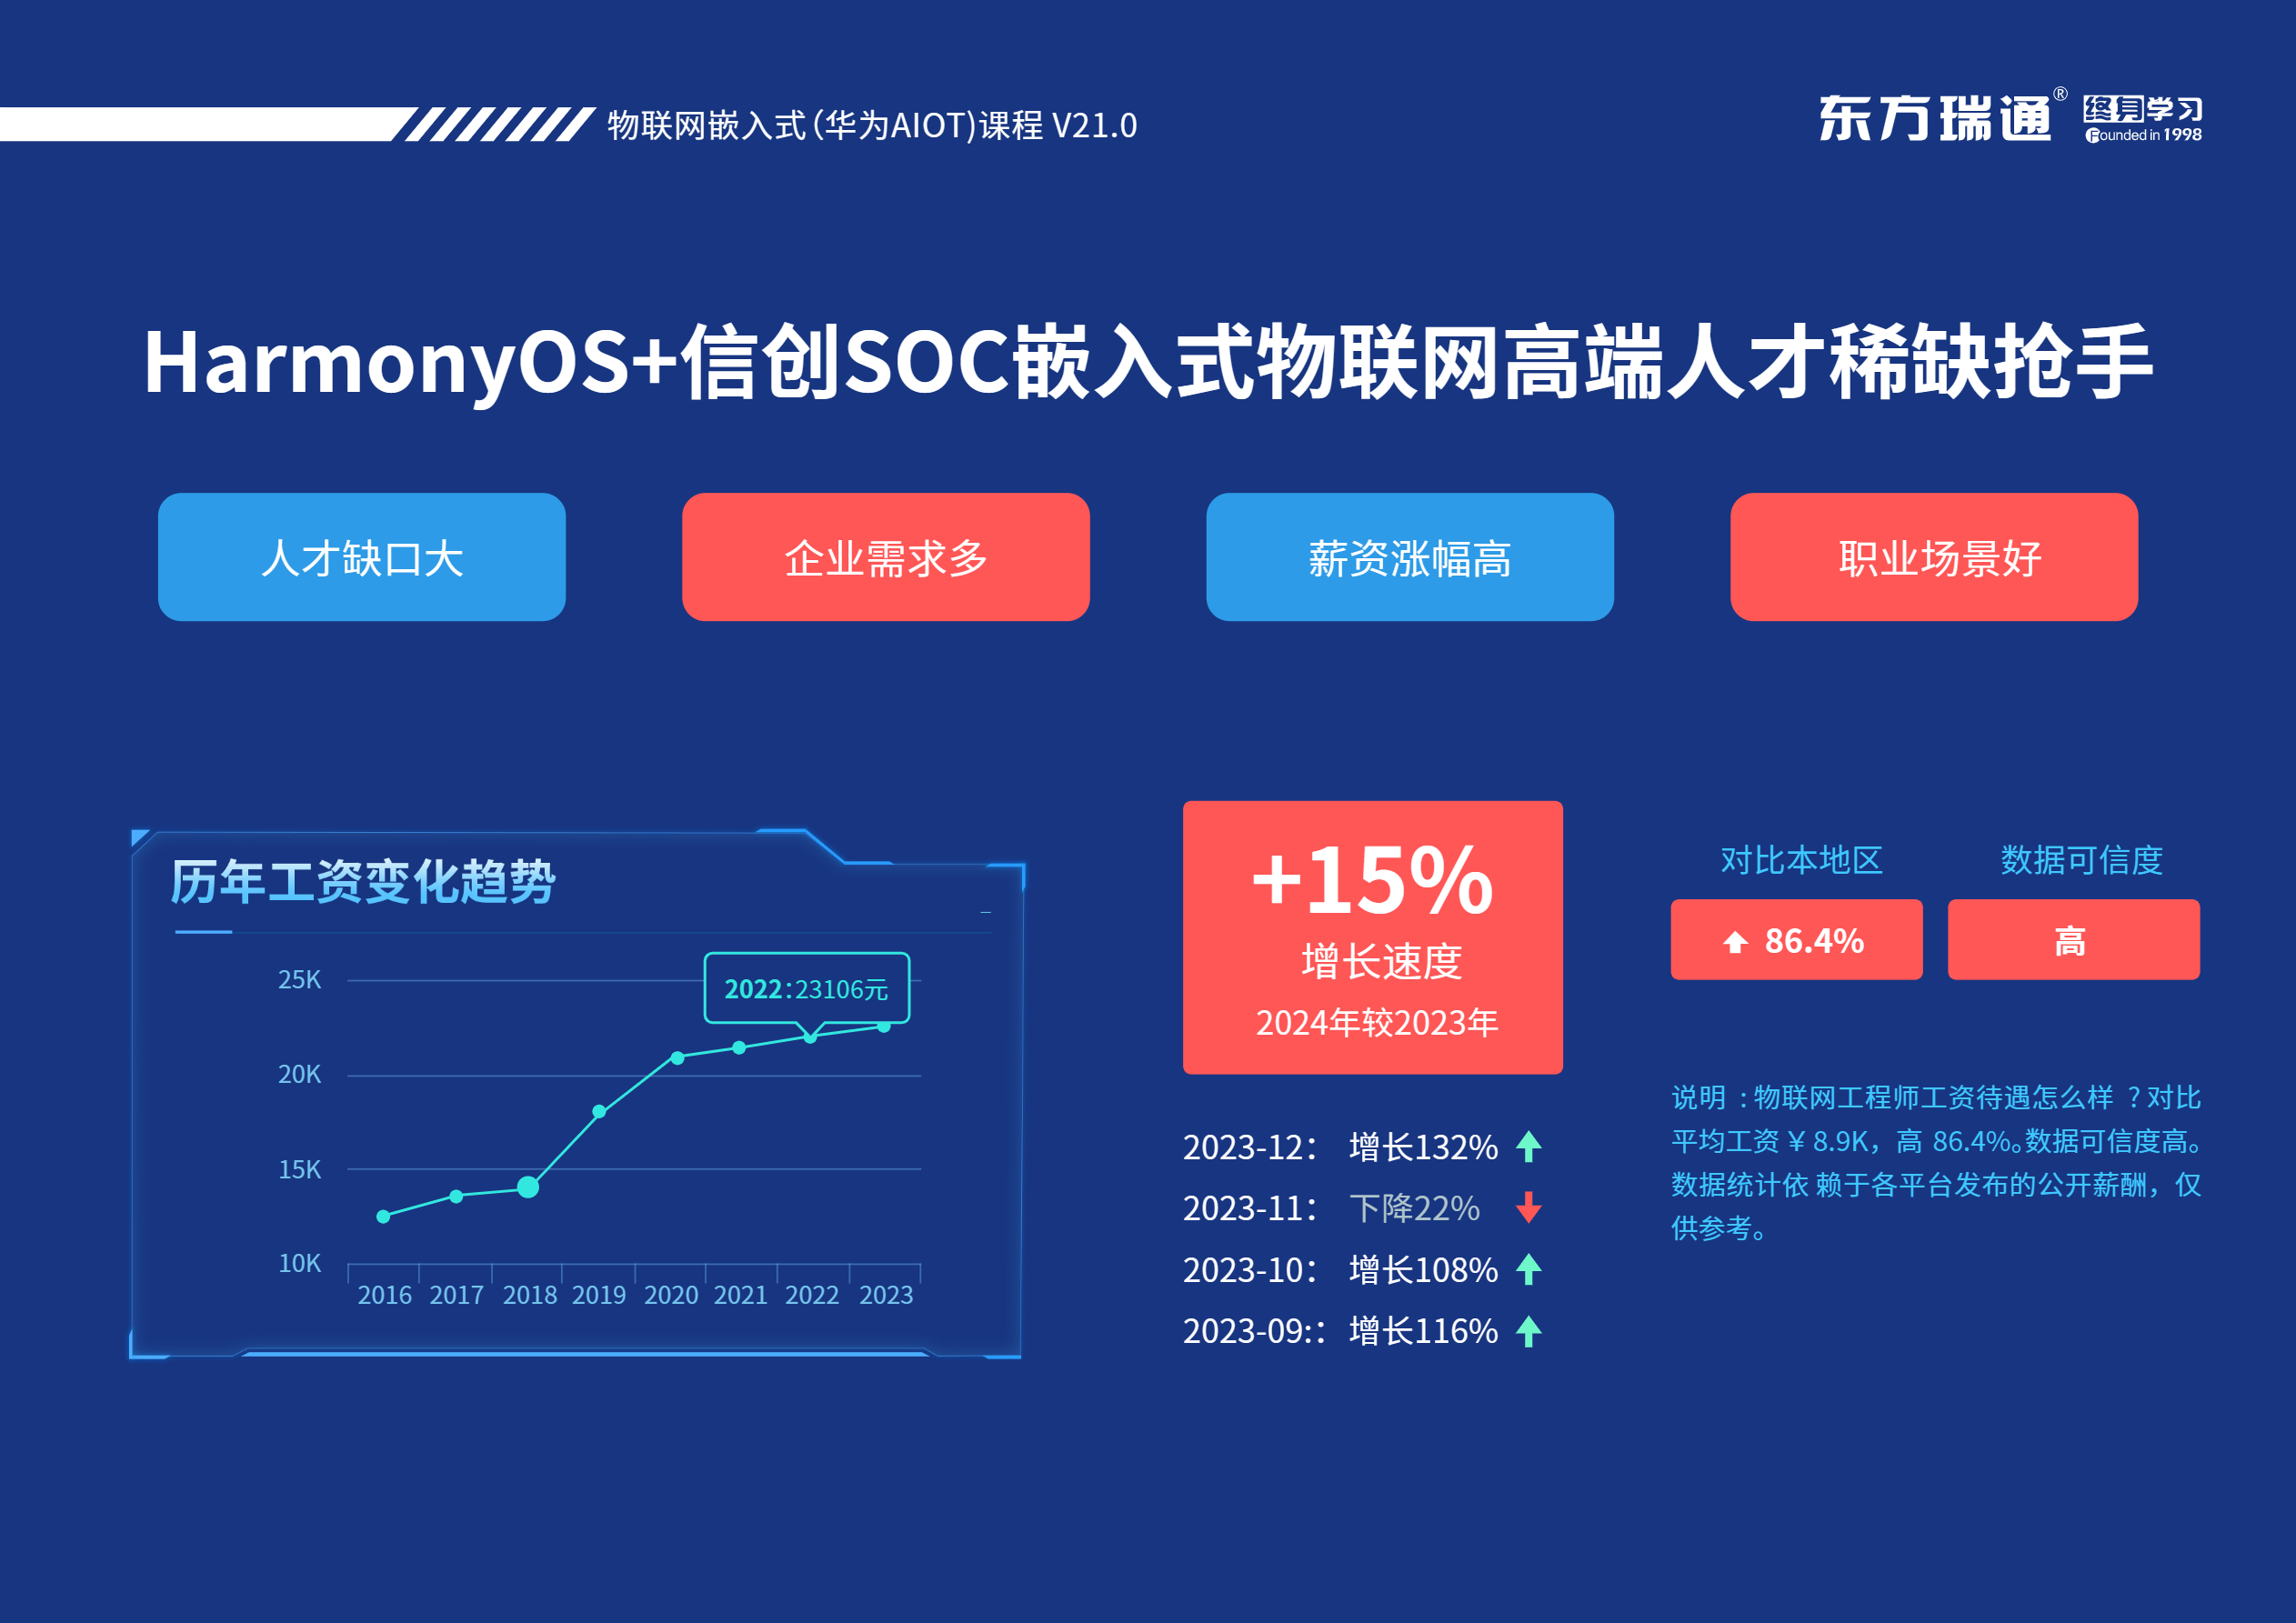 物联网嵌入式(华为AIOT)课程 V21.0
东方瑞通®
终身学习
Founded in 1998
HarmonyOS+信创SOC嵌入式物联网高端人才稀缺抢手
人才缺口大
企业需求多
薪资涨幅高
职业场景好
历年工资变化趋势
2022:23106元
25K
20K
15K
10K
2016 2017 2018 2019 2020 2021 2022 2023
+15%
增长速度
2024年较2023年
2023-12： 增长132%
2023-11： 下降22%
2023-10： 增长108%
2023-09:： 增长116%
对比本地区
86.4%
数据可信度
高
说明 : 物联网工程师工资待遇怎么样 ? 对比
平均工资 ¥ 8.9K，高 86.4%。数据可信度高。
数据统计依 赖于各平台发布的公开薪酬，仅
供参考。